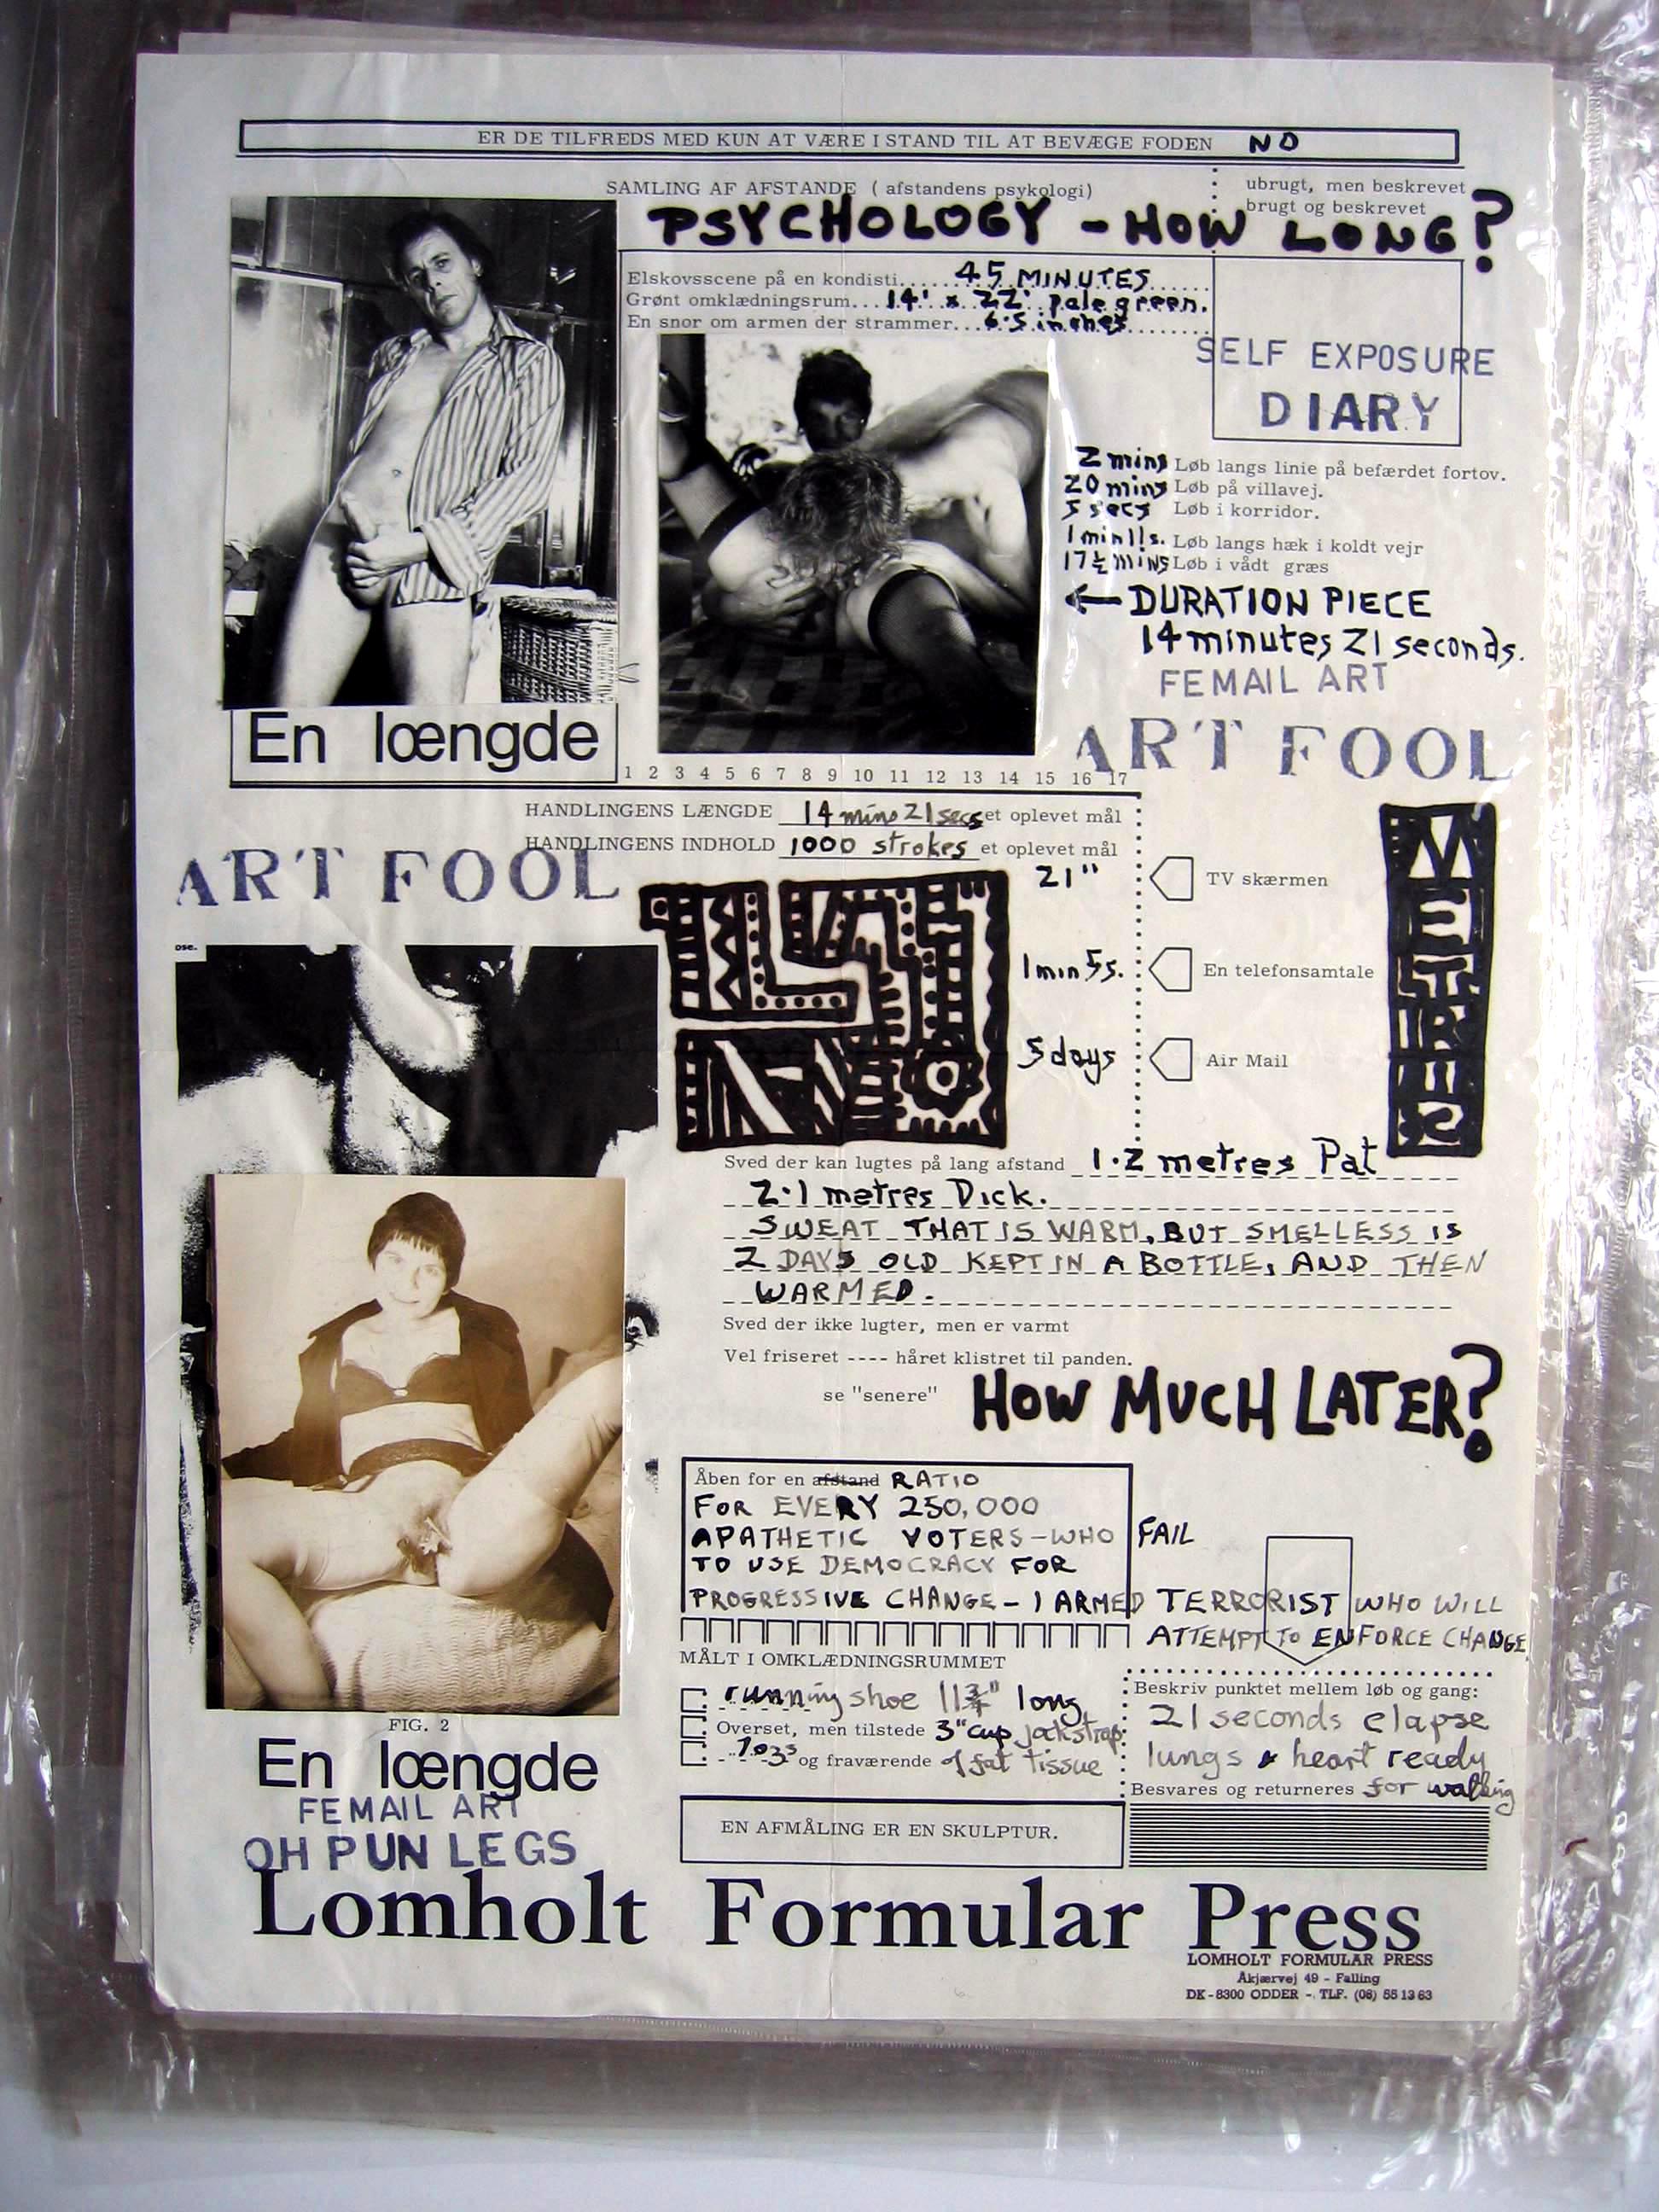 ER DE TILFREDS MED KUN AT VÆRE I STAND TIL AT BEVÆGE FODEN NO
SAMLING AF AFSTANDE ( afstandens psykologi)
ubrugt, men beskrevet
brugt og beskrevet
PSYCHOLOGY - HOW LONG?
Elskovsscene på en kondisti......45 MINUTES......
Grønt omklædningsrum...14' x 22' pale green.
En snor om armen der strammer...6.5 inches.......
SELF EXPOSURE
DIARY
2 mins Løb langs linie på befærdet fortov.
20 mins Løb på villavej.
5 secs Løb i korridor.
1 min 11s. Løb langs hæk i koldt vejr
17½ MINS Løb i vådt græs
← DURATION PIECE
14 minutes 21 seconds.
FEMAIL ART
ART FOOL
En lœngde
1 2 3 4 5 6 7 8 9 10 11 12 13 14 15 16 17
HANDLINGENS LÆNGDE 14 mins 21 secs et oplevet mål
HANDLINGENS INDHOLD 1000 strokes et oplevet mål
ART FOOL
21" TV skærmen
1 min 5s. En telefonsamtale
5 days Air Mail
METRIC
ose.
Sved der kan lugtes på lang afstand 1.2 metres Pat
2.1 metres Dick.
SWEAT THAT IS WARM, BUT SMELLESS IS
2 DAYS OLD KEPT IN A BOTTLE, AND THEN
WARMED.
Sved der ikke lugter, men er varmt
Vel friseret ---- håret klistret til panden.
se "senere" HOW MUCH LATER?
Åben for en afstand RATIO
FOR EVERY 250,000
APATHETIC VOTERS-WHO FAIL
TO USE DEMOCRACY FOR
PROGRESSIVE CHANGE - 1 ARMED TERRORIST WHO WILL
ATTEMPT TO ENFORCE CHANGE
MÅLT I OMKLÆDNINGSRUMMET
running shoe 11¾" long
Overset, men tilstede 3" cup jockstrap
og fraværende of fat tissue
Beskriv punktet mellem løb og gang:
21 seconds elapse
lungs & heart ready
Besvares og returneres for walking
EN AFMÅLING ER EN SKULPTUR.
FIG. 2
En lœngde
FEMAIL ART
OH PUN LEGS
Lomholt Formular Press
LOMHOLT FORMULAR PRESS
Åkjærvej 49 - Falling
DK-8300 ODDER - TLF. (06) 55 13 63